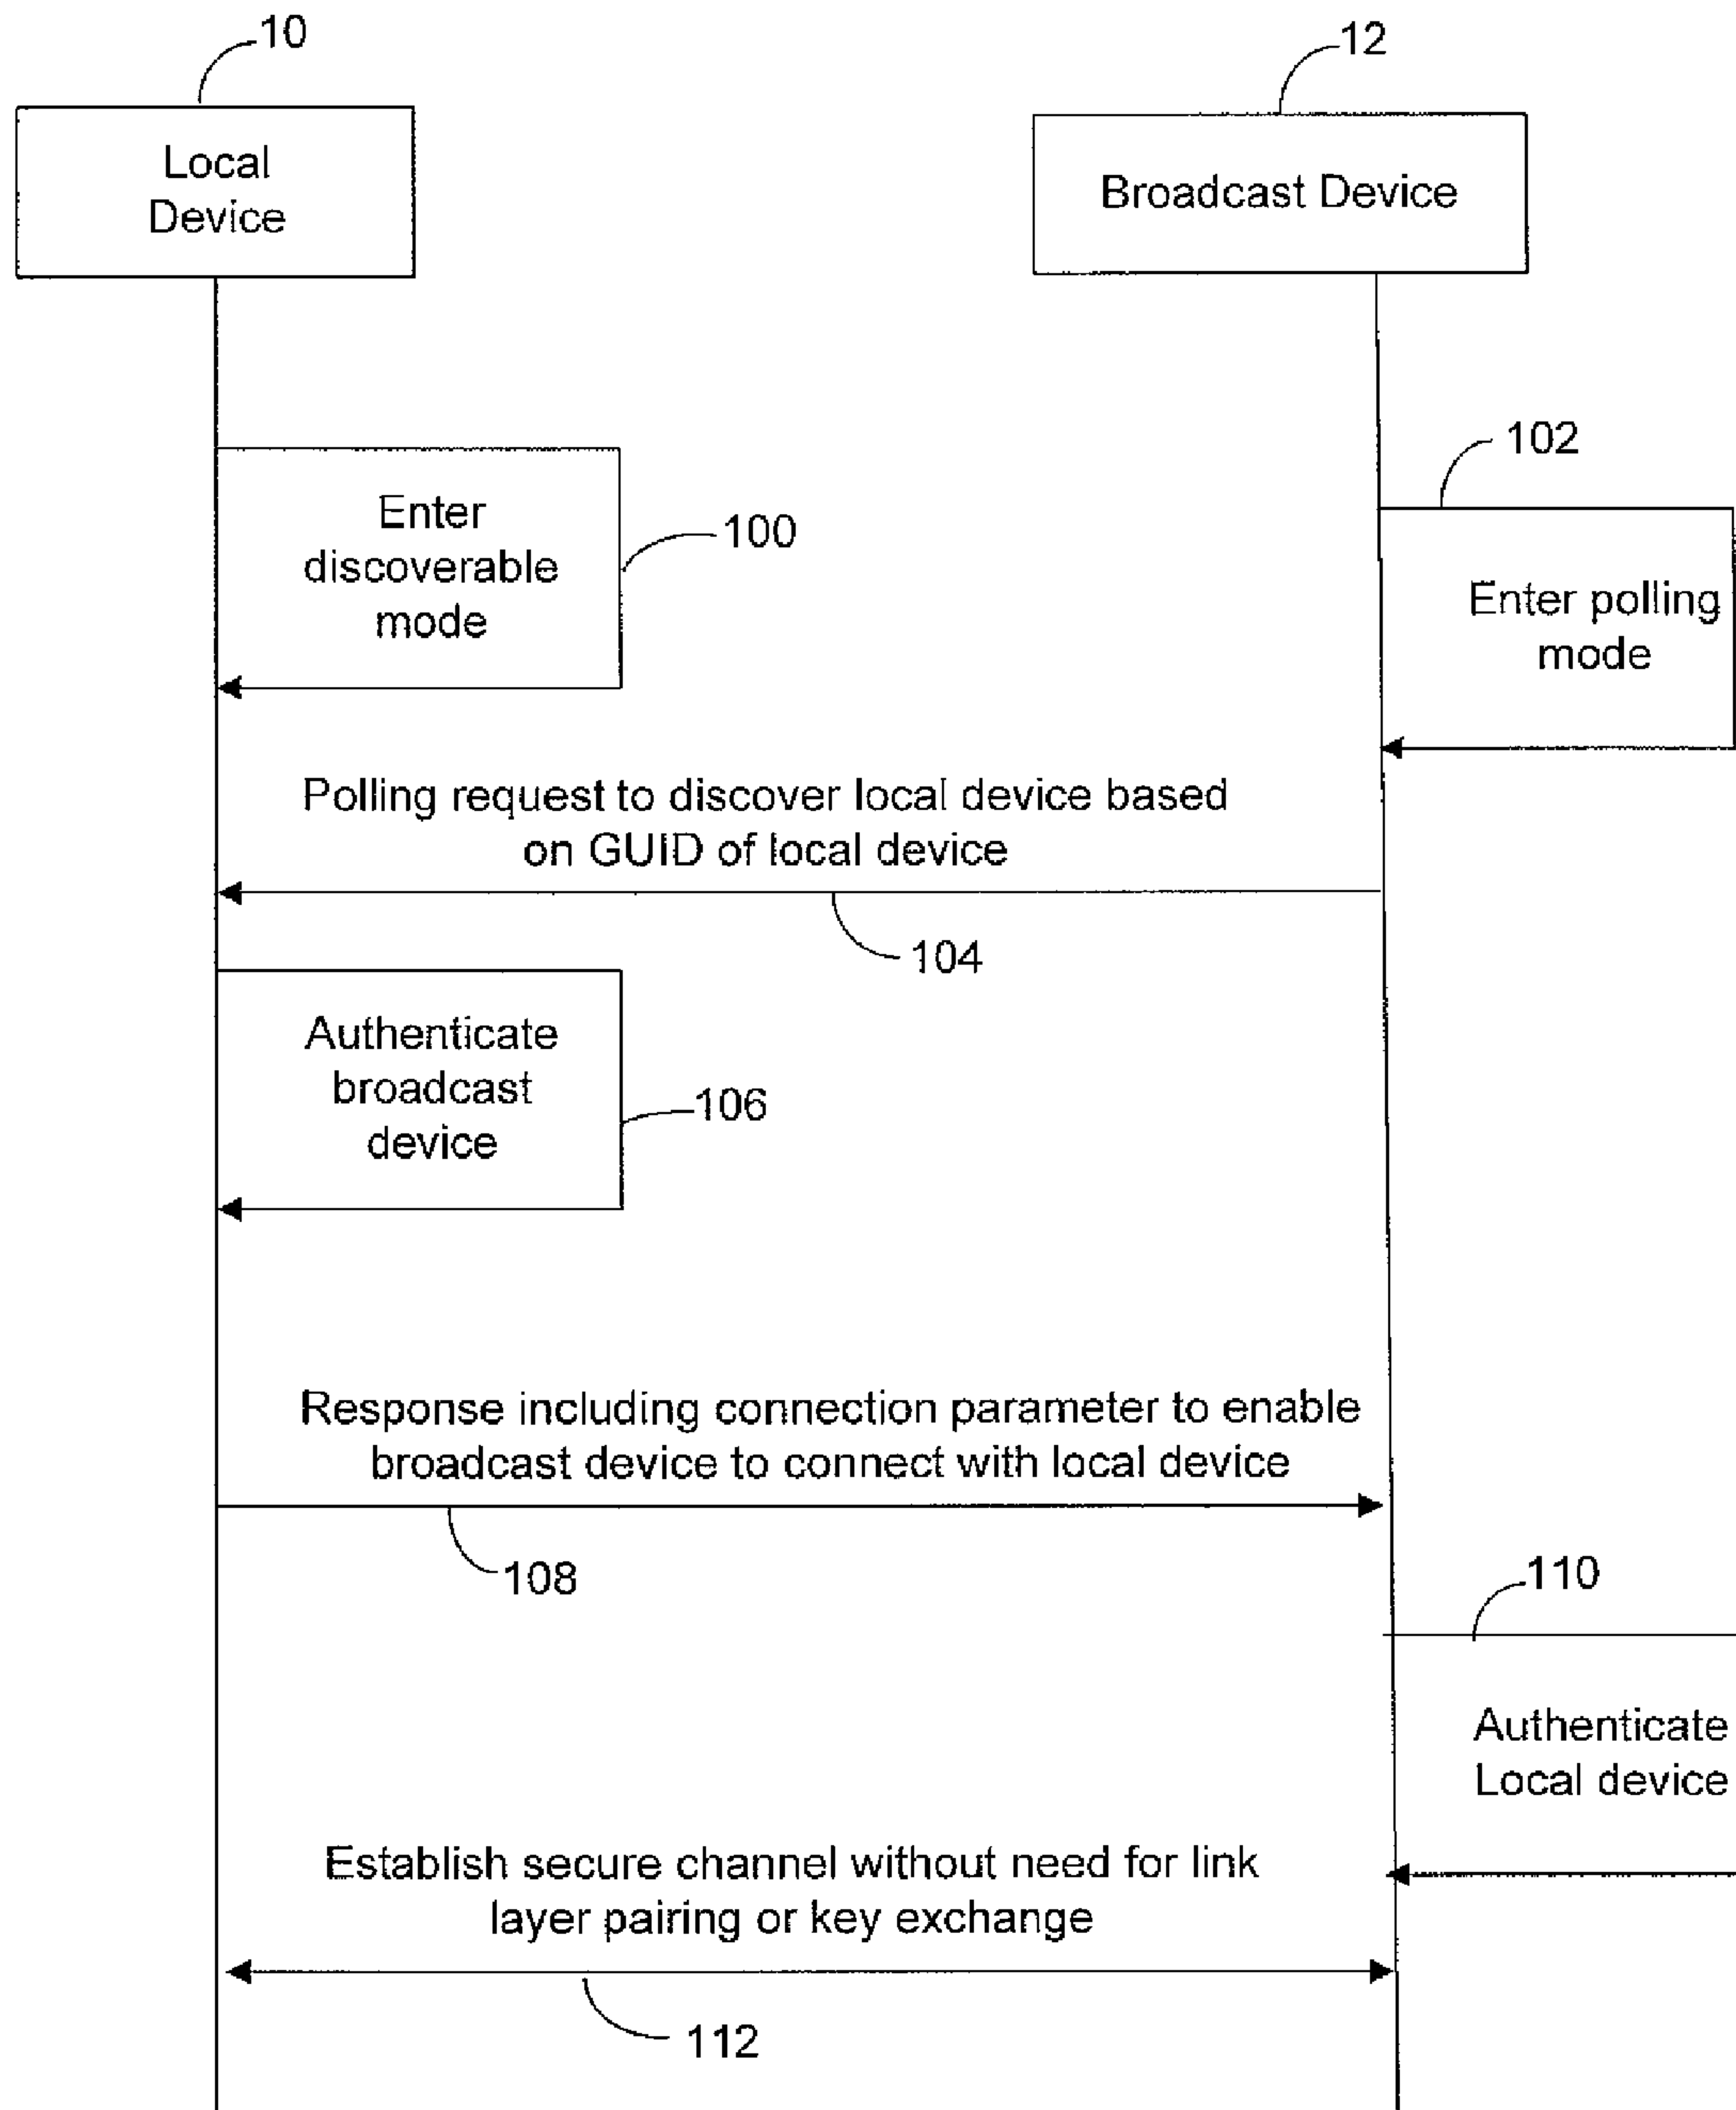 10
12
Local
Device
Broadcast Device
102
Enter
discoverable
mode
100
Enter polling
mode
Polling request to discover local device based
on GUID of local device
104
Authenticate
broadcast
device
106
Response including connection parameter to enable
broadcast device to connect with local device
108
110
Authenticate
Local device
Establish secure channel without need for link
layer pairing or key exchange
112